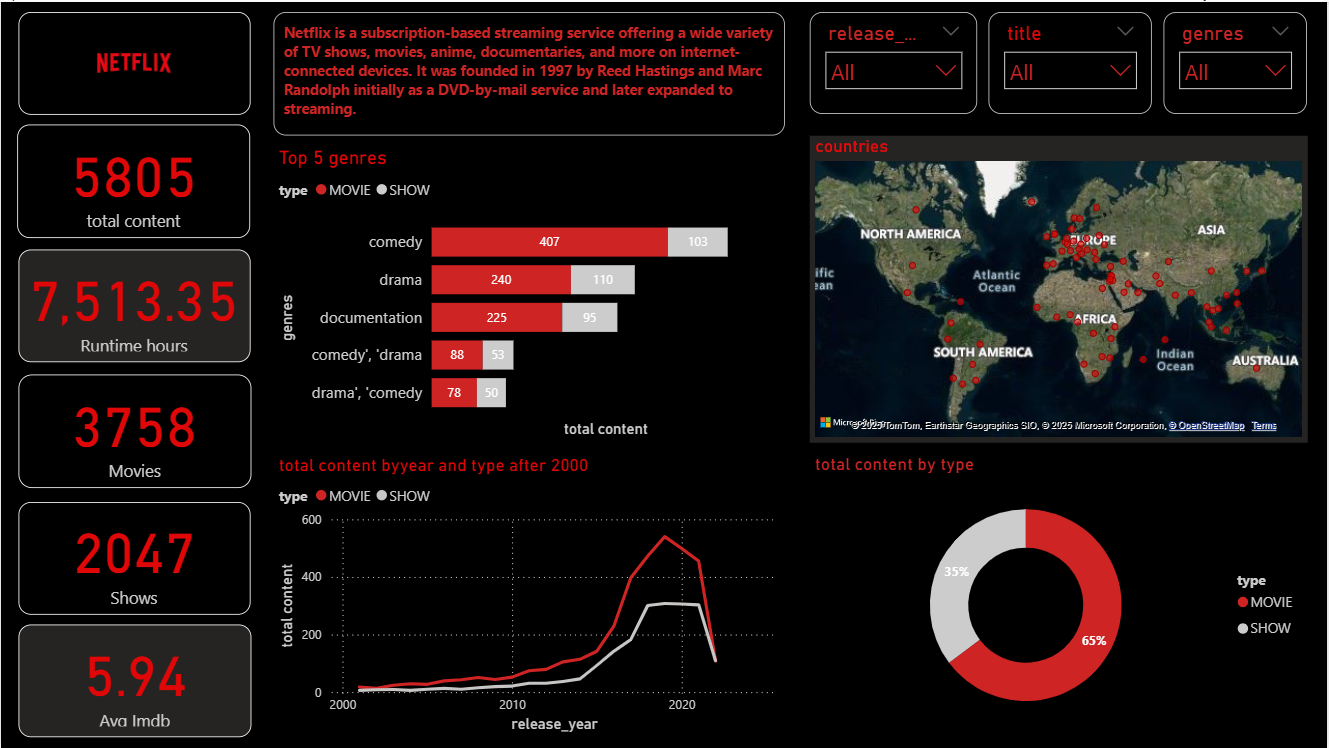 NETFLIX
Netflix is a subscription-based streaming service offering a wide variety
of TV shows, movies, anime, documentaries, and more on internet-
connected devices. It was founded in 1997 by Reed Hastings and Marc
Randolph initially as a DVD-by-mail service and later expanded to
streaming.
release_...
All
title
All
genres
All
5805
total content
7,513.35
Runtime hours
3758
Movies
2047
Shows
5.94
Avg Imdb
Top 5 genres
type MOVIE SHOW
genres
comedy 407 103
drama 240 110
documentation 225 95
comedy', 'drama 88 53
drama', 'comedy 78 50
total content
countries
NORTH AMERICA
EUROPE
ASIA
Atlantic
Ocean
AFRICA
SOUTH AMERICA
Indian
Ocean
AUSTRALIA
© 2025 TomTom, Earthstar Geographics SIO, © 2025 Microsoft Corporation, © OpenStreetMap Terms
total content byyear and type after 2000
type MOVIE SHOW
total content
600
400
200
0
2000 2010 2020
release_year
total content by type
35%
65%
type
MOVIE
SHOW